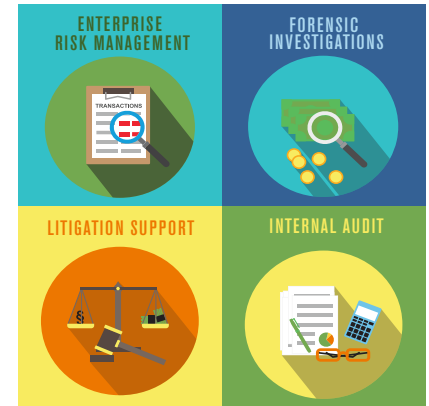 ENTERPRISE
RISK MANAGEMENT
TRANSACTIONS
FORENSIC
INVESTIGATIONS
LITIGATION SUPPORT
§
INTERNAL AUDIT